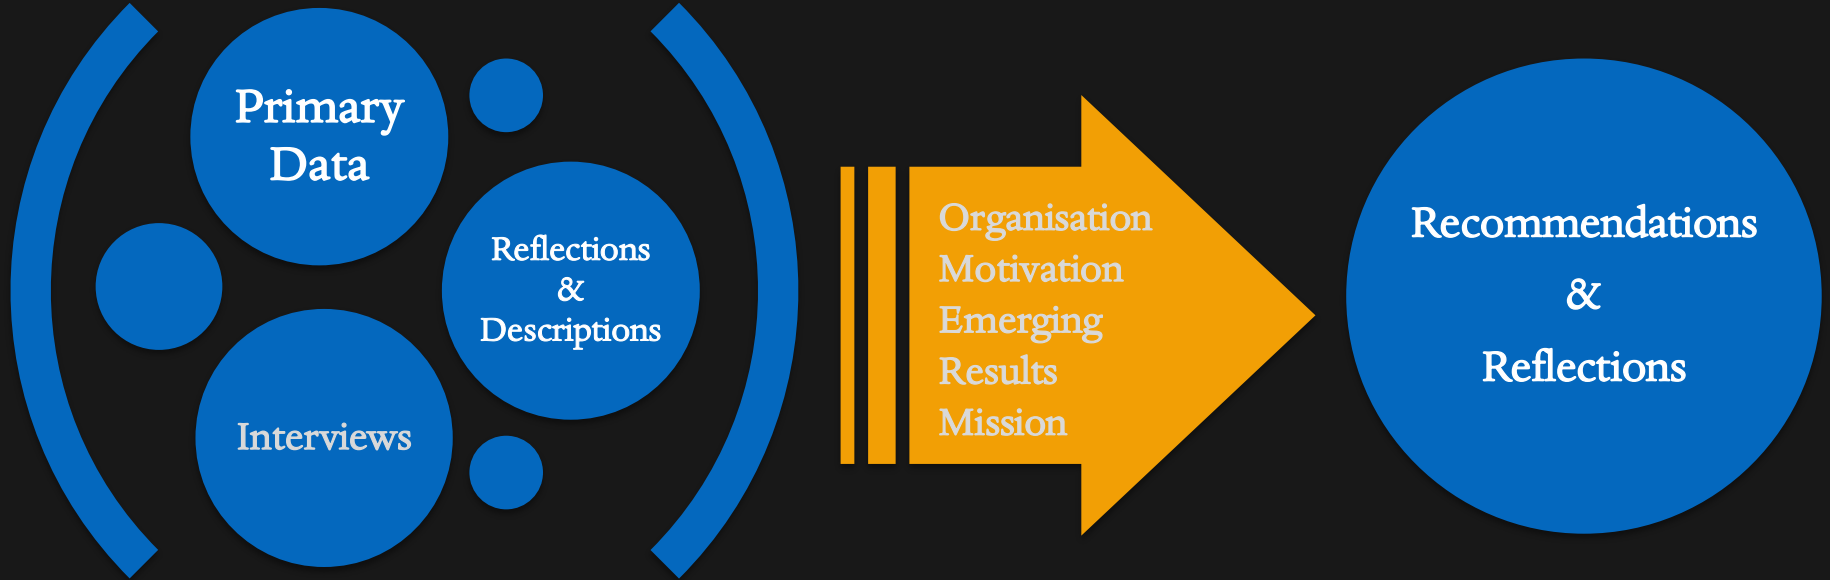 Primary
Data
Reflections
&
Descriptions
Interviews
Organisation
Motivation
Emerging
Results
Mission
Recommendations
&
Reflections